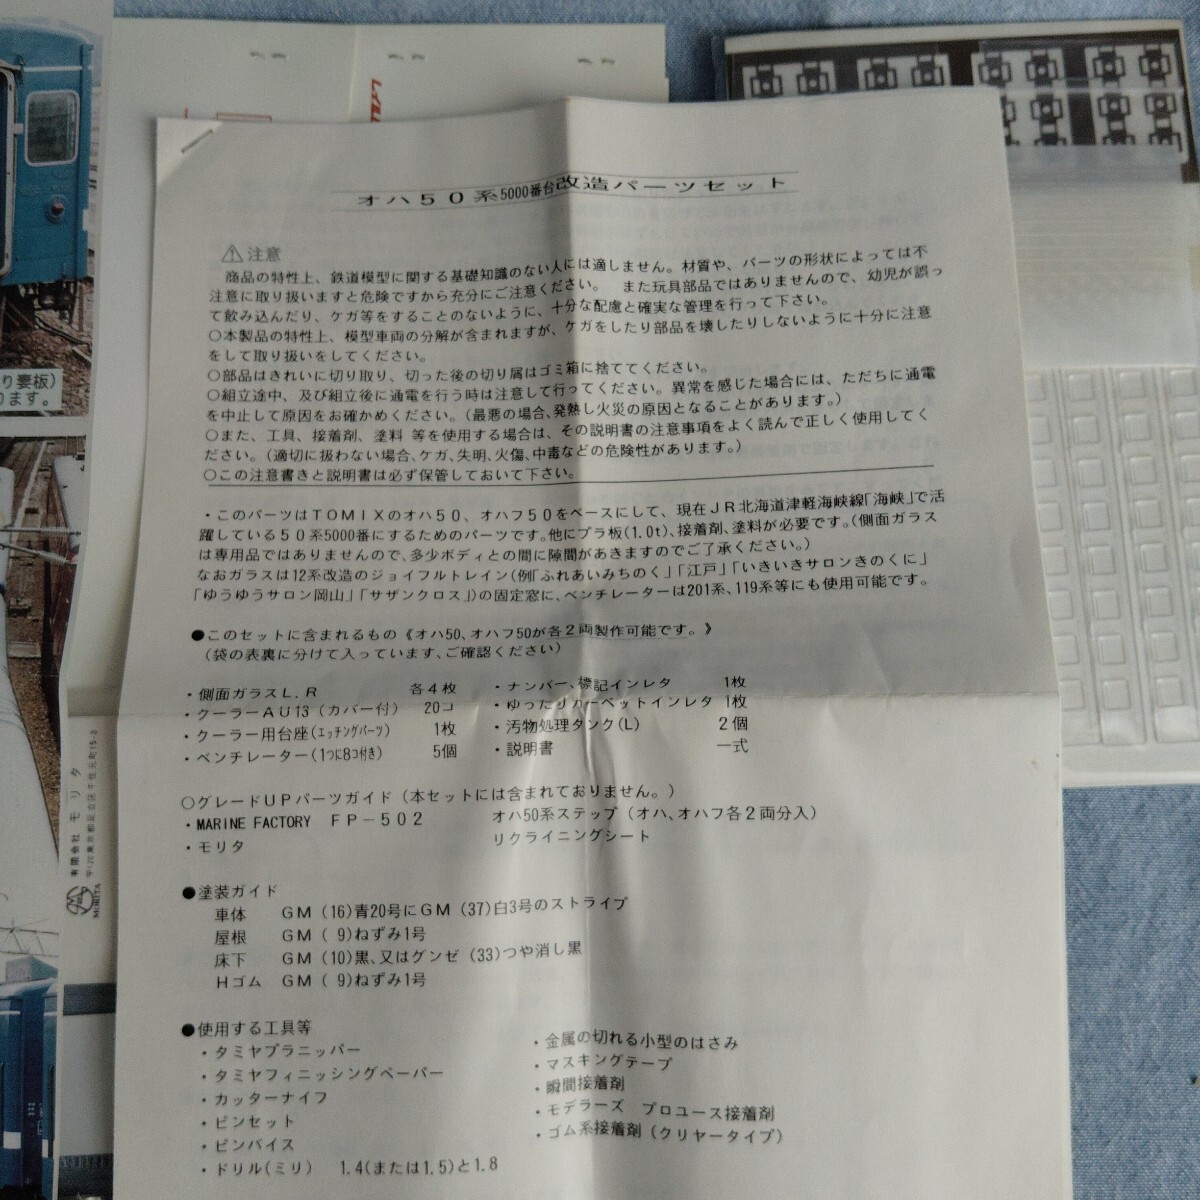 オハ50系5000番台改造パーツセット
⚠注意
商品の特性上、鉄道模型に関する基礎知識のない人には適しません。材質や、パーツの形状によっては不
注意に取り扱いますと危険ですから充分にご注意ください。 また玩具部品ではありませんので、幼児が誤っ
て飲み込んだり、ケガ等をすることのないように、十分な配慮と確実な管理を行って下さい。
○本製品の特性上、模型車両の分解が含まれますが、ケガをしたり部品を壊したりしないように十分に注意
をして取り扱いをしてください。
○部品はきれいに切り取り、切った後の切り屑はゴミ箱に捨ててください。
○組立途中、及び組立後に通電を行う時は注意して行ってください。異常を感じた場合には、ただちに通電
を中止して原因をお確かめください。(最悪の場合、発熱し火災の原因となることがあります。)
○また、工具、接着剤、塗料 等を使用する場合は、その説明書の注意事項をよく読んで正しく使用してく
ださい。(適切に扱わない場合、ケガ、失明、火傷、中毒などの危険性があります。)
○この注意書きと説明書は必ず保管しておいて下さい。
・このパーツはTOMIXのオハ50、オハフ50をベースにして、現在JR北海道津軽海峡線「海峡」で活
躍している50系5000番にするためのパーツです。他にプラ板(1.0t)、接着剤、塗料が必要です。(側面ガラス
は専用品ではありませんので、多少ボディとの間に隙間があきますのでご了承ください。)
なおガラスは12系改造のジョイフルトレイン(例「ふれあいみちのく」「江戸」「いきいきサロンきのくに」
「ゆうゆうサロン岡山」「サザンクロス」)の固定窓に、ベンチレーターは201系、119系等にも使用可能です。
●このセットに含まれるもの《オハ50、オハフ50が各2両製作可能です。》
(袋の表裏に分けて入っています、ご確認ください)
・側面ガラスL.R 各4枚
・クーラーAU13(カバー付) 20コ
・クーラー用台座(エッチングパーツ) 1枚
・ベンチレーター(1つに8コ付き) 5個
・ナンバー、標記インレタ 1枚
・ゆったりカーペットインレタ 1枚
・汚物処理タンク(L) 2個
・説明書 一式
○グレードUPパーツガイド(本セットには含まれておりません。)
・MARINE FACTORY FP-502 オハ50系ステップ(オハ、オハフ各2両分入)
・モリタ リクライニングシート
●塗装ガイド
車体 GM(16)青20号にGM(37)白3号のストライプ
屋根 GM( 9)ねずみ1号
床下 GM(10)黒、又はグンゼ(33)つや消し黒
Hゴム GM( 9)ねずみ1号
●使用する工具等
・タミヤプラニッパー
・タミヤフィニッシングペーパー
・カッターナイフ
・ピンセット
・ピンバイス
・ドリル(ミリ) 1.4(または1.5)と1.8
・金属の切れる小型のはさみ
・マスキングテープ
・瞬間接着剤
・モデラーズ プロユース接着剤
・ゴム系接着剤(クリヤータイプ)
り妻板)
ります。
有限会社 モリタ
〒120東京都足立区千住元町15-3
MORITA